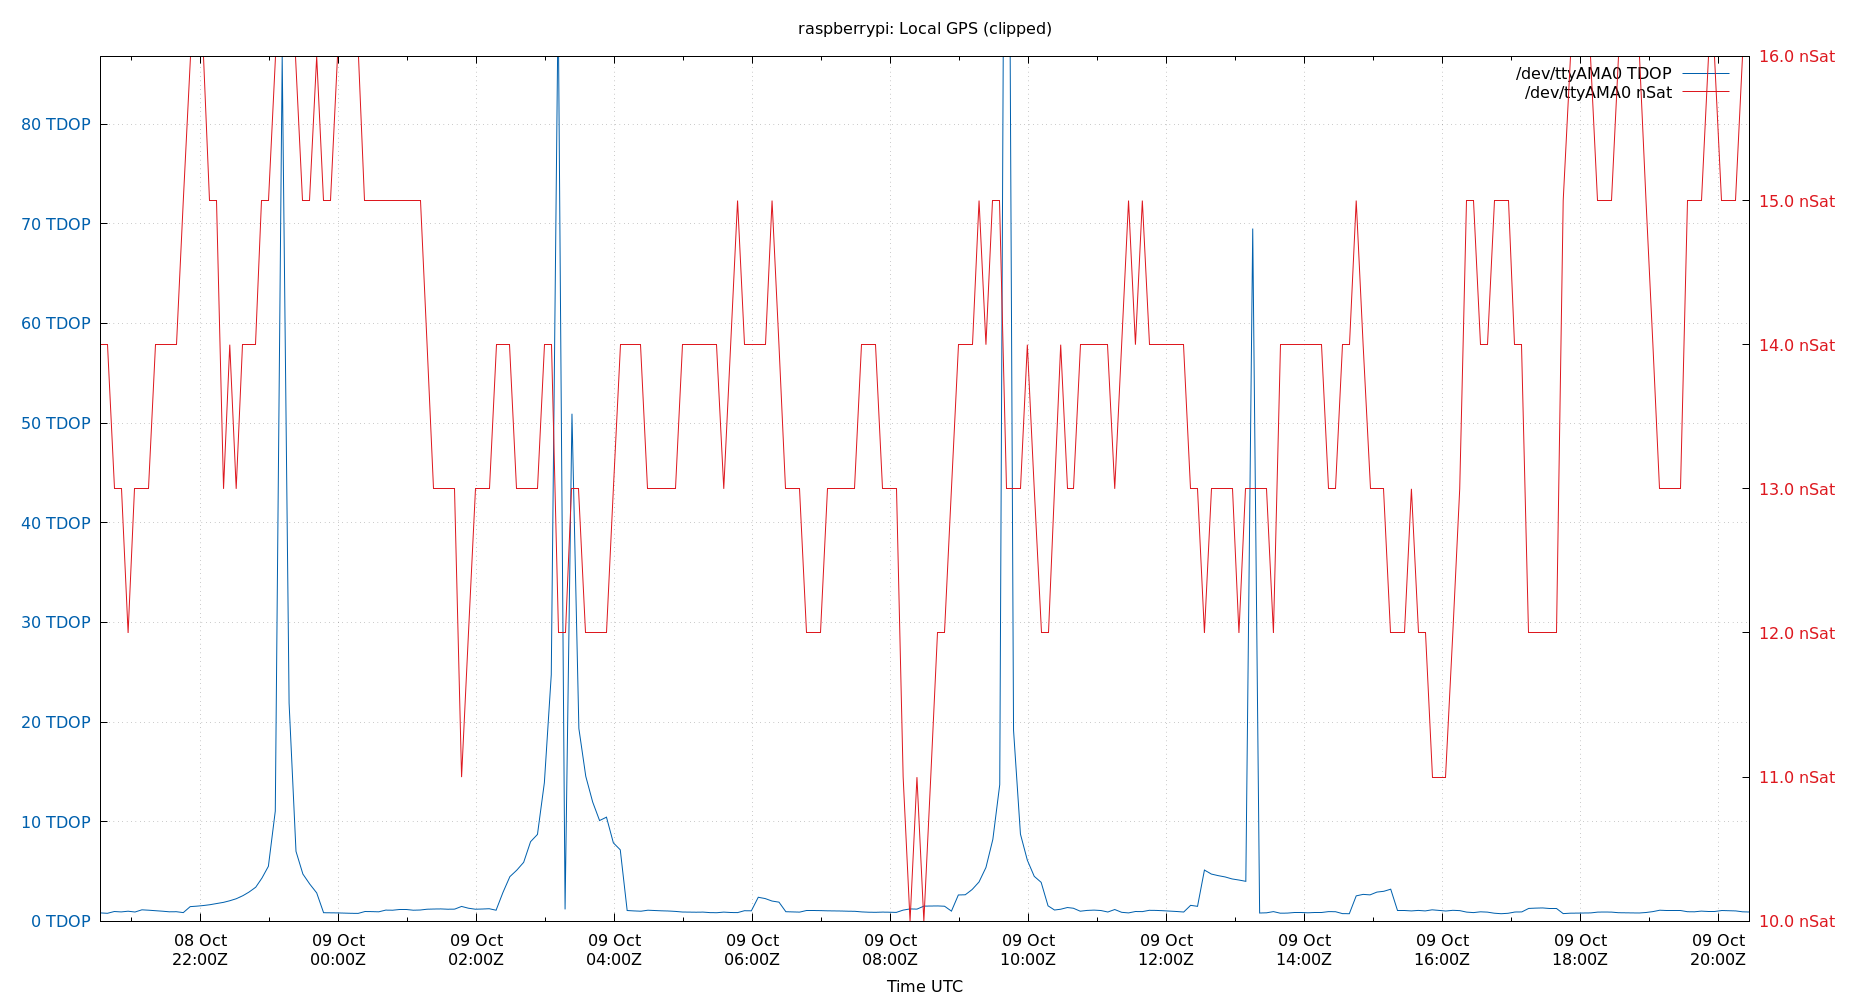 raspberrypi: Local GPS (clipped)
16.0 nSat
/dev/ttyAMA0 TDOP
/dev/ttyAMA0 nSat
80 TDOP
15.0 nSat
70 TDOP
60 TDOP
14.0 nSat
50 TDOP
13.0 nSat
40 TDOP
30 TDOP
12.0 nSat
20 TDOP
11.0 nSat
10 TDOP
0 TDOP
10.0 nSat
08 Oct 09 Oct 09 Oct 09 Oct 09 Oct 09 Oct 09 Oct 09 Oct 09 Oct 09 Oct 09 Oct 09 Oct
22:00Z 00:00Z 02:00Z 04:00Z 06:00Z 08:00Z 10:00Z 12:00Z 14:00Z 16:00Z 18:00Z 20:00Z
Time UTC